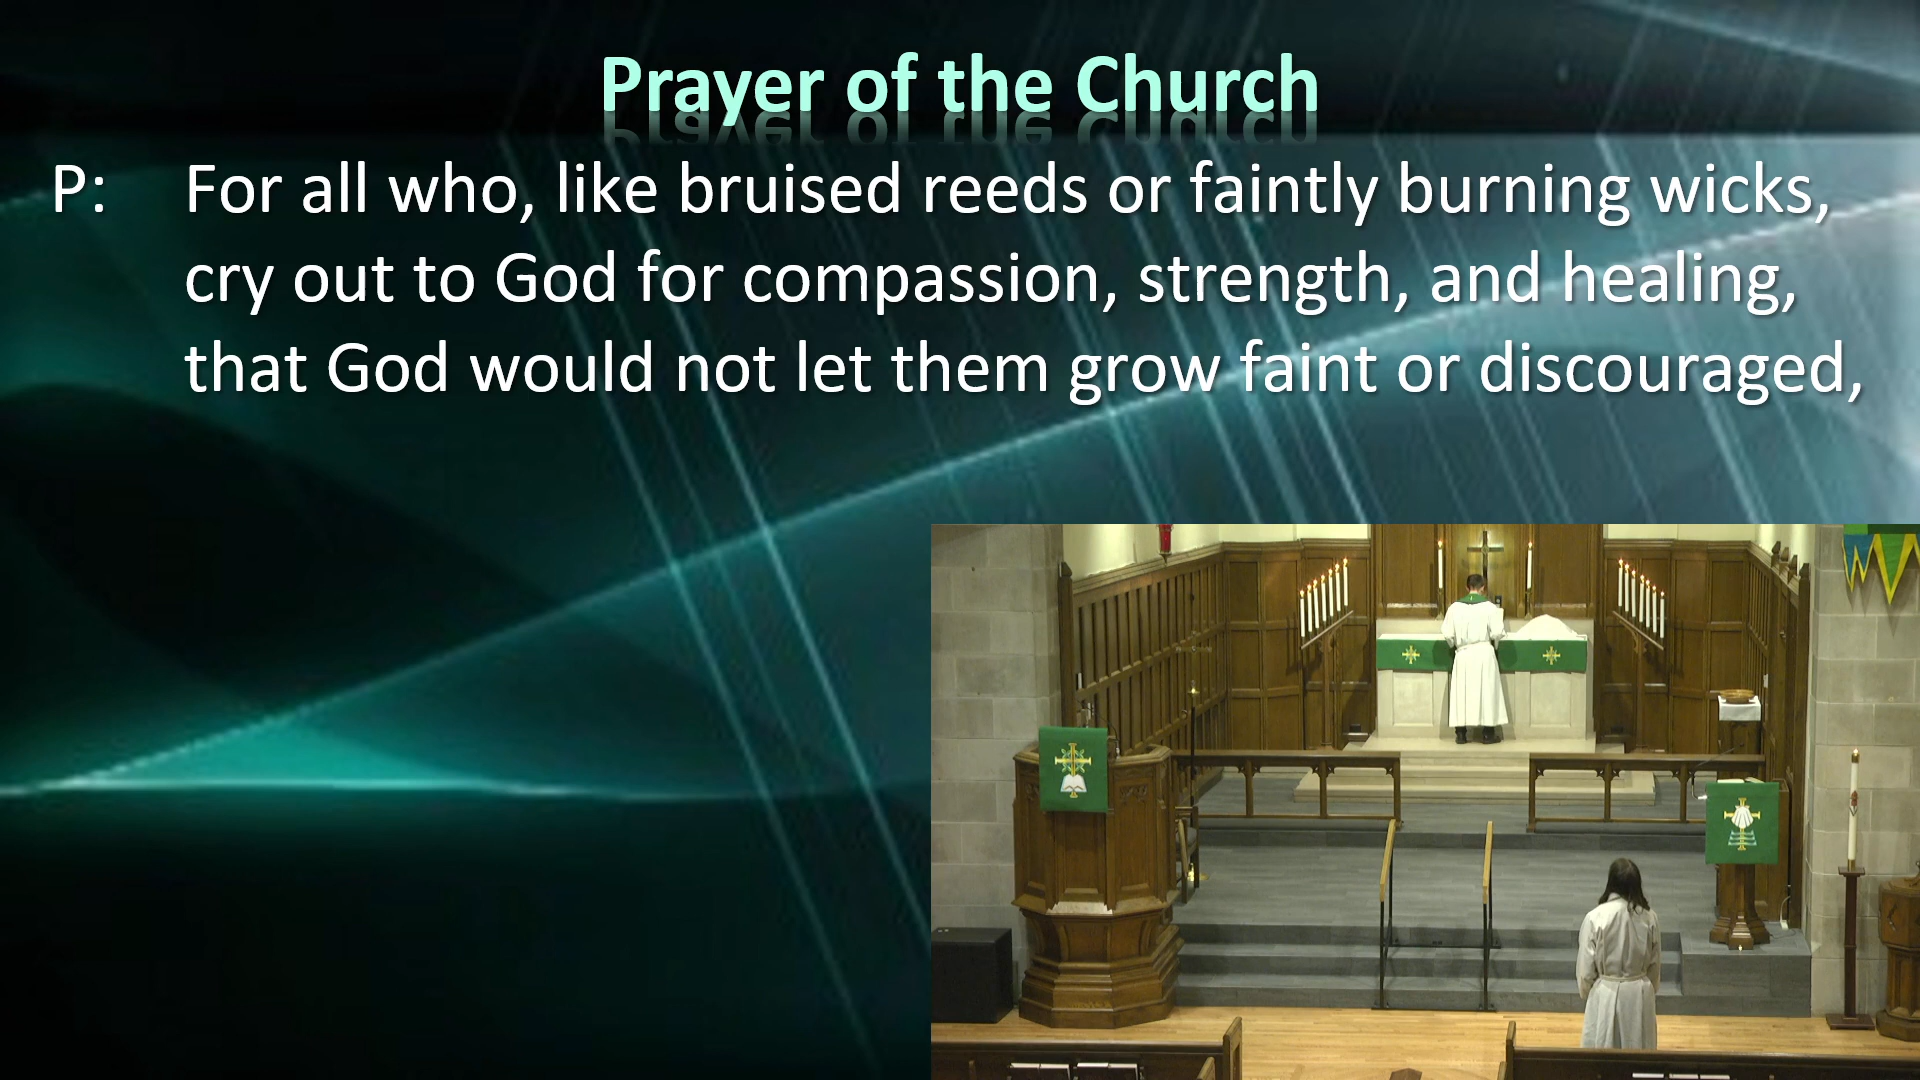 Prayer of the Church
P: For all who, like bruised reeds or faintly burning wicks,
cry out to God for compassion, strength, and healing,
that God would not let them grow faint or discouraged,